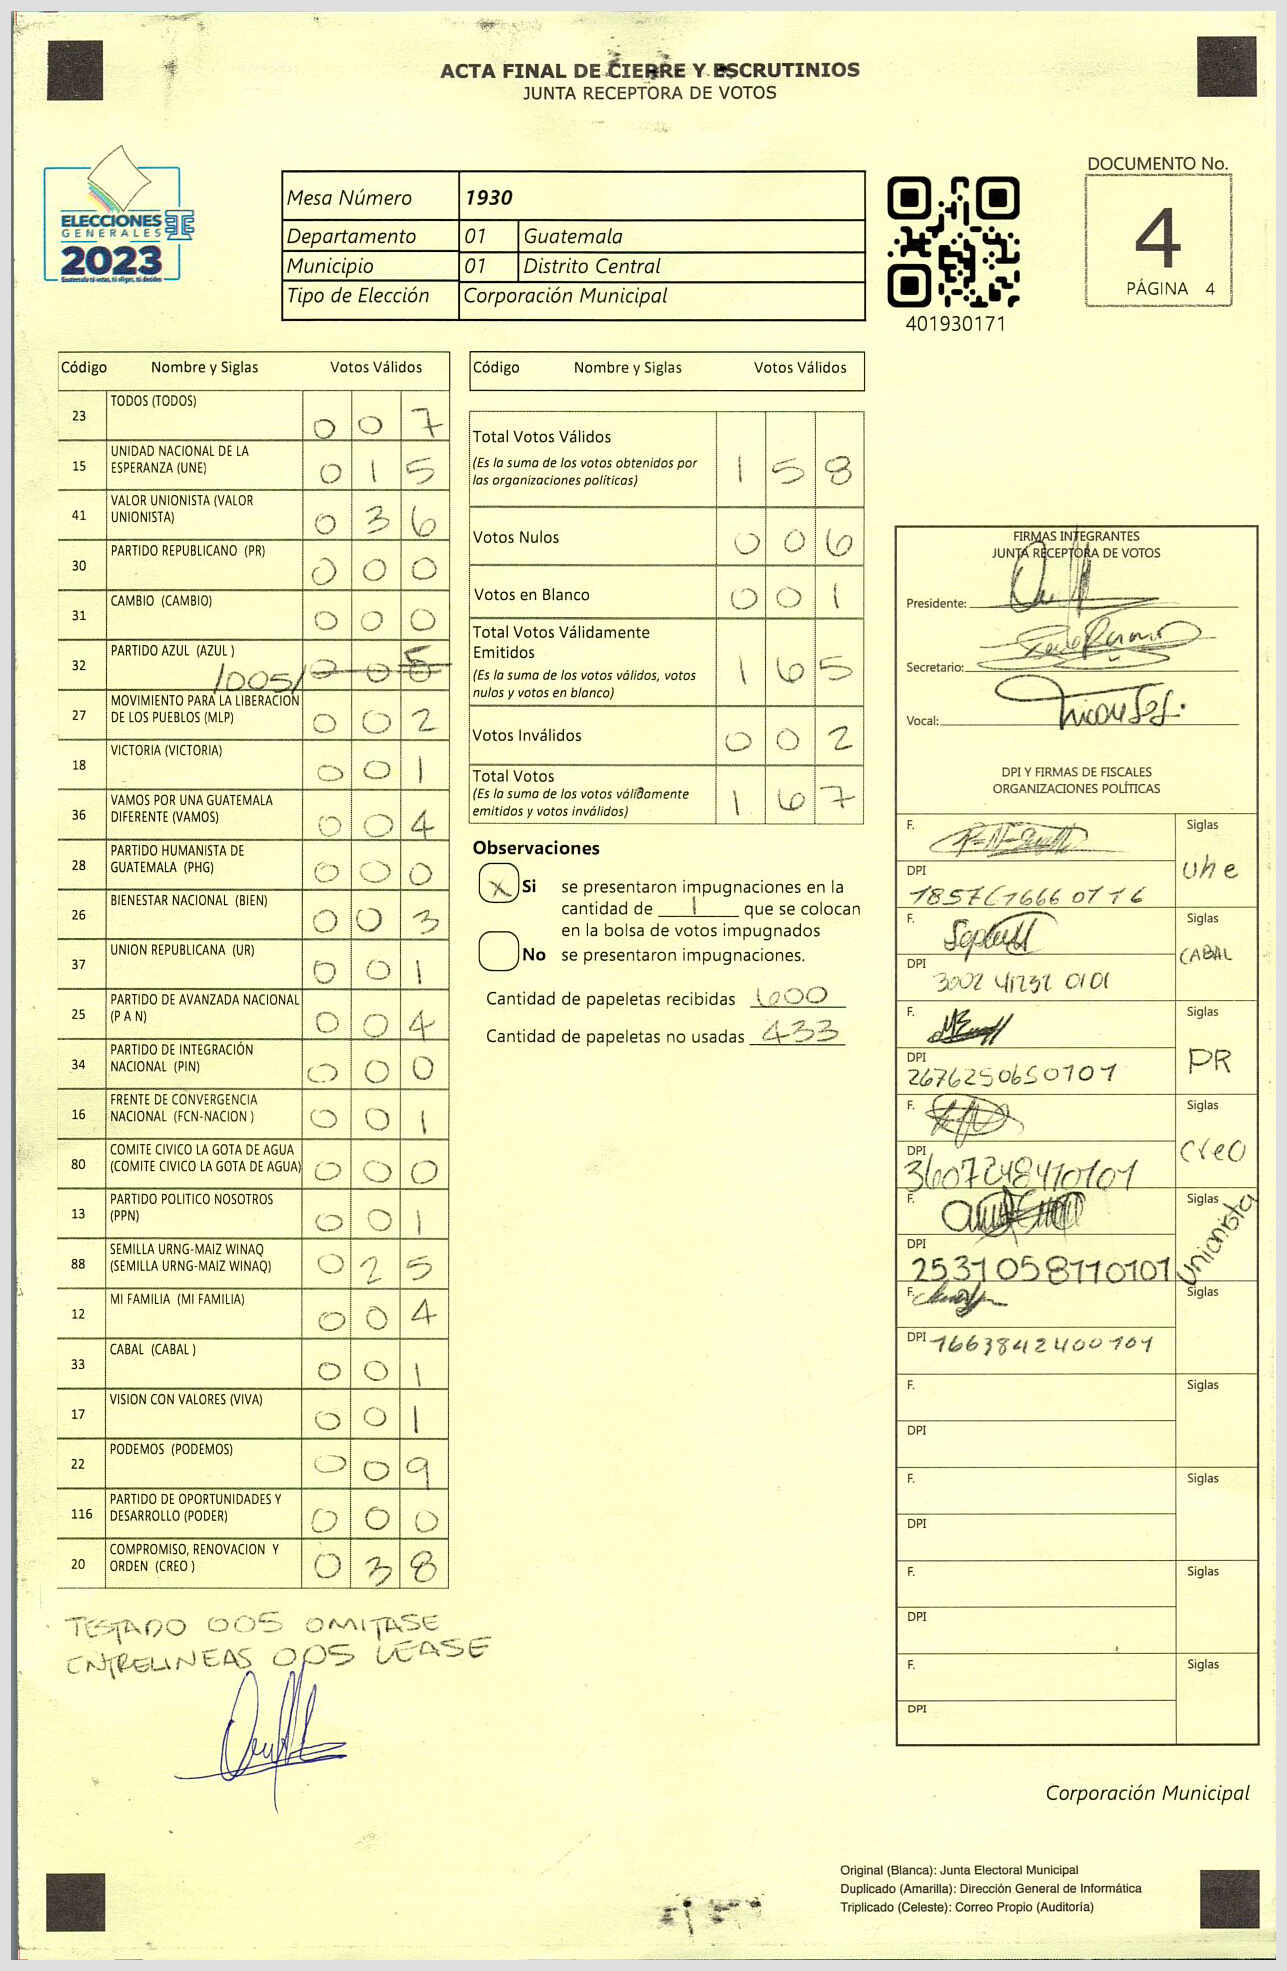 ACTA FINAL DE CIERRE Y ESCRUTINIOS
JUNTA RECEPTORA DE VOTOS
ELECCIONES
GENERALES
2023
Guatemala tú votas, tú eliges, tú decides
Mesa Número 1930
Departamento 01 Guatemala
Municipio 01 Distrito Central
Tipo de Elección Corporación Municipal
401930171
DOCUMENTO No.
4
PÁGINA 4
Código Nombre y Siglas Votos Válidos
23 TODOS (TODOS) 0 0 7
15 UNIDAD NACIONAL DE LA
ESPERANZA (UNE) 0 1 5
41 VALOR UNIONISTA (VALOR
UNIONISTA) 0 3 6
30 PARTIDO REPUBLICANO (PR) 0 0 0
31 CAMBIO (CAMBIO) 0 0 0
32 PARTIDO AZUL (AZUL ) /005/ 0 0 5
27 MOVIMIENTO PARA LA LIBERACIÓN
DE LOS PUEBLOS (MLP) 0 0 2
18 VICTORIA (VICTORIA) 0 0 1
36 VAMOS POR UNA GUATEMALA
DIFERENTE (VAMOS) 0 0 4
28 PARTIDO HUMANISTA DE
GUATEMALA (PHG) 0 0 0
26 BIENESTAR NACIONAL (BIEN) 0 0 3
37 UNION REPUBLICANA (UR) 0 0 1
25 PARTIDO DE AVANZADA NACIONAL
(P A N) 0 0 4
34 PARTIDO DE INTEGRACIÓN
NACIONAL (PIN) 0 0 0
16 FRENTE DE CONVERGENCIA
NACIONAL (FCN-NACION ) 0 0 1
80 COMITE CIVICO LA GOTA DE AGUA
(COMITE CIVICO LA GOTA DE AGUA) 0 0 0
13 PARTIDO POLITICO NOSOTROS
(PPN) 0 0 1
88 SEMILLA URNG-MAIZ WINAQ
(SEMILLA URNG-MAIZ WINAQ) 0 2 5
12 MI FAMILIA (MI FAMILIA) 0 0 4
33 CABAL (CABAL ) 0 0 1
17 VISION CON VALORES (VIVA) 0 0 1
22 PODEMOS (PODEMOS) 0 0 9
116 PARTIDO DE OPORTUNIDADES Y
DESARROLLO (PODER) 0 0 0
20 COMPROMISO, RENOVACION Y
ORDEN (CREO ) 0 3 8
TESTADO 005 OMITASE
ENTRELINEAS 005 LEASE
Código Nombre y Siglas Votos Válidos
Total Votos Válidos
(Es la suma de los votos obtenidos por
las organizaciones políticas) 1 5 8
Votos Nulos 0 0 6
Votos en Blanco 0 0 1
Total Votos Válidamente
Emitidos
(Es la suma de los votos válidos, votos
nulos y votos en blanco) 1 6 5
Votos Inválidos 0 0 2
Total Votos
(Es la suma de los votos válidamente
emitidos y votos inválidos) 1 6 7
Observaciones
X Si se presentaron impugnaciones en la
cantidad de 1 que se colocan
en la bolsa de votos impugnados
No se presentaron impugnaciones.
Cantidad de papeletas recibidas 600
Cantidad de papeletas no usadas 433
FIRMAS INTEGRANTES
JUNTA RECEPTORA DE VOTOS
Presidente:
Secretario:
Vocal:
DPI Y FIRMAS DE FISCALES
ORGANIZACIONES POLÍTICAS
F. Siglas
DPI une
1857676660116
F. Siglas
DPI CABAL
3002 41232 0101
F. Siglas
DPI PR
2676250650101
F. Siglas
DPI Creo
3607248470101
F. Siglas
DPI Unionista
2531058110101
F. Siglas
DPI 1663842400101
F. Siglas
DPI
F. Siglas
DPI
F. Siglas
DPI
F. Siglas
DPI
Corporación Municipal
Original (Blanca): Junta Electoral Municipal
Duplicado (Amarilla): Dirección General de Informática
Triplicado (Celeste): Correo Propio (Auditoría)